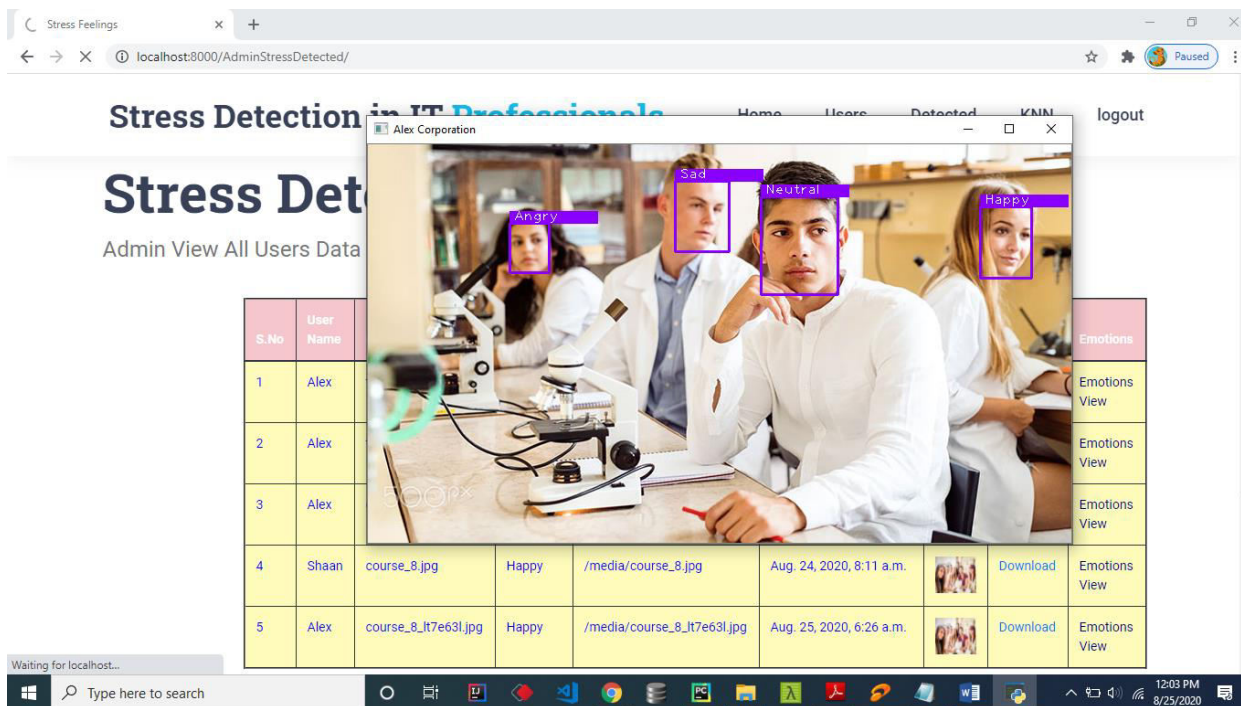 Stress Feelings
localhost:8000/AdminStressDetected/
Paused
Stress Detection in IT Professionals
Home Users Detected KNN logout
Alex Corporation
Stress Det
Admin View All Users Data
Angry
Sad
Neutral
Happy
500px
S.No User Name Emotions
1 Alex Emotions View
2 Alex Emotions View
3 Alex Emotions View
4 Shaan course_8.jpg Happy /media/course_8.jpg Aug. 24, 2020, 8:11 a.m. Download Emotions View
5 Alex course_8_lt7e63l.jpg Happy /media/course_8_lt7e63l.jpg Aug. 25, 2020, 6:26 a.m. Download Emotions View
Waiting for localhost...
Type here to search
12:03 PM
8/25/2020